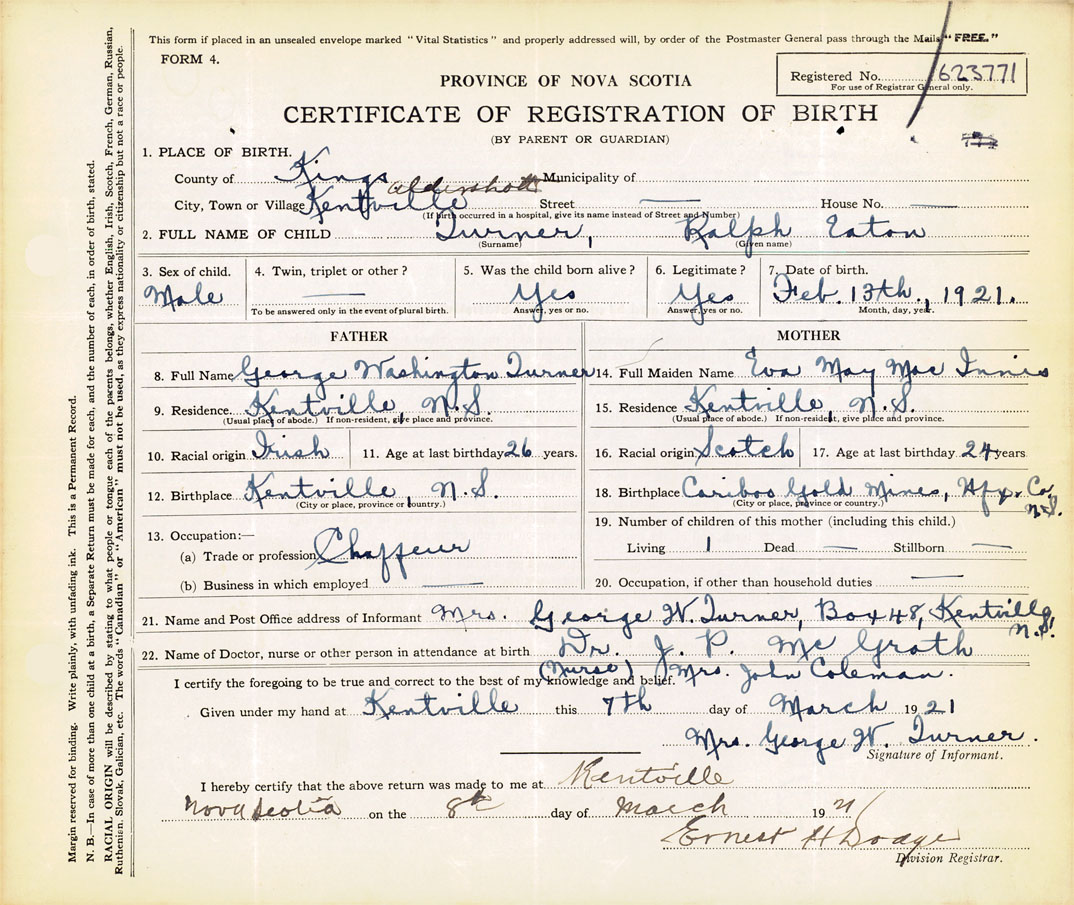 This form if placed in an unsealed envelope marked "Vital Statistics" and properly addressed will, by order of the Postmaster General pass through the Mails "FREE."
FORM 4.
Registered No. 623771
For use of Registrar General only.
PROVINCE OF NOVA SCOTIA
CERTIFICATE OF REGISTRATION OF BIRTH
(BY PARENT OR GUARDIAN)
1. PLACE OF BIRTH.
County of Kings Municipality of
aldershott
City, Town or Village Kentville Street — House No. —
(If birth occurred in a hospital, give its name instead of Street and Number)
2. FULL NAME OF CHILD Turner, Ralph Eaton
(Surname) (Given name)
3. Sex of child. 4. Twin, triplet or other? 5. Was the child born alive? 6. Legitimate? 7. Date of birth.
Male — Yes Yes Feb. 13th., 1921.
To be answered only in the event of plural birth. Answer, yes or no. Answer, yes or no. Month, day, year.
FATHER
8. Full Name George Washington Turner
9. Residence. Kentville, N.S.
(Usual place of abode.) If non-resident, give place and province.
10. Racial origin Irish 11. Age at last birthday 26 years.
12. Birthplace Kentville, N.S.
(City or place, province or country.)
13. Occupation:—
(a) Trade or profession Chaffeur
(b) Business in which employed —
MOTHER
14. Full Maiden Name Eva May Mac Innis
15. Residence Kentville, N.S.
(Usual place of abode.) If non-resident, give place and province.
16. Racial origin Scotch 17. Age at last birthday 24 years
18. Birthplace Cariboo Gold Mines, Hfx. Co. N.S.
(City or place, province or country.)
19. Number of children of this mother (including this child.)
Living 1 Dead — Stillborn —
20. Occupation, if other than household duties —
21. Name and Post Office address of Informant Mrs. George W. Turner, Box 48, Kentville, N.S.
22. Name of Doctor, nurse or other person in attendance at birth Dr. J. P. Mc Grath
(Nurse) Mrs. John Coleman.
I certify the foregoing to be true and correct to the best of my knowledge and belief.
Given under my hand at Kentville this 7th day of March 1921
Mrs. George W. Turner.
Signature of Informant.
I hereby certify that the above return was made to me at Kentville
Nova Scotia on the 8th day of March 1921
Ernest H Dodge
Division Registrar.
Margin reserved for binding. Write plainly, with unfading ink. This is a Permanent Record.
N. B.—In case of more than one child at a birth, a Separate Return must be made for each, and the number of each, in order of birth, stated.
RACIAL ORIGIN will be described by stating to what people or tongue each of the parents belongs, whether English, Irish, Scotch, French, German, Russian,
Ruthenian, Slovak, Galician, etc. The words "Canadian" or "American" must not be used, as they express nationality or citizenship but not a race or people.